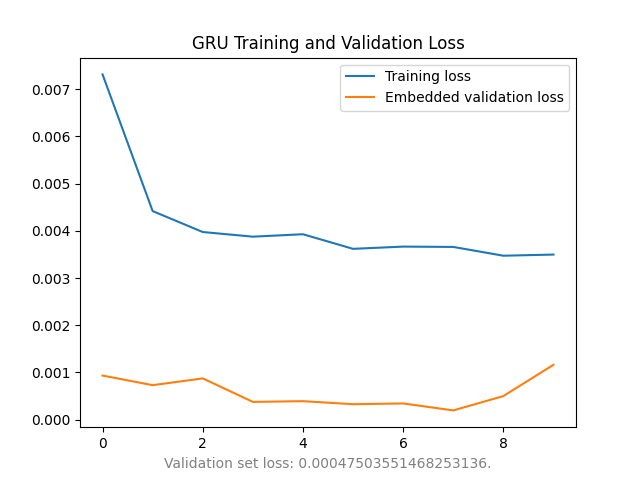 GRU Training and Validation Loss
Training loss
Embedded validation loss
0.007
0.006
0.005
0.004
0.003
0.002
0.001
0.000
0 2 4 6 8
Validation set loss: 0.00047503551468253136.